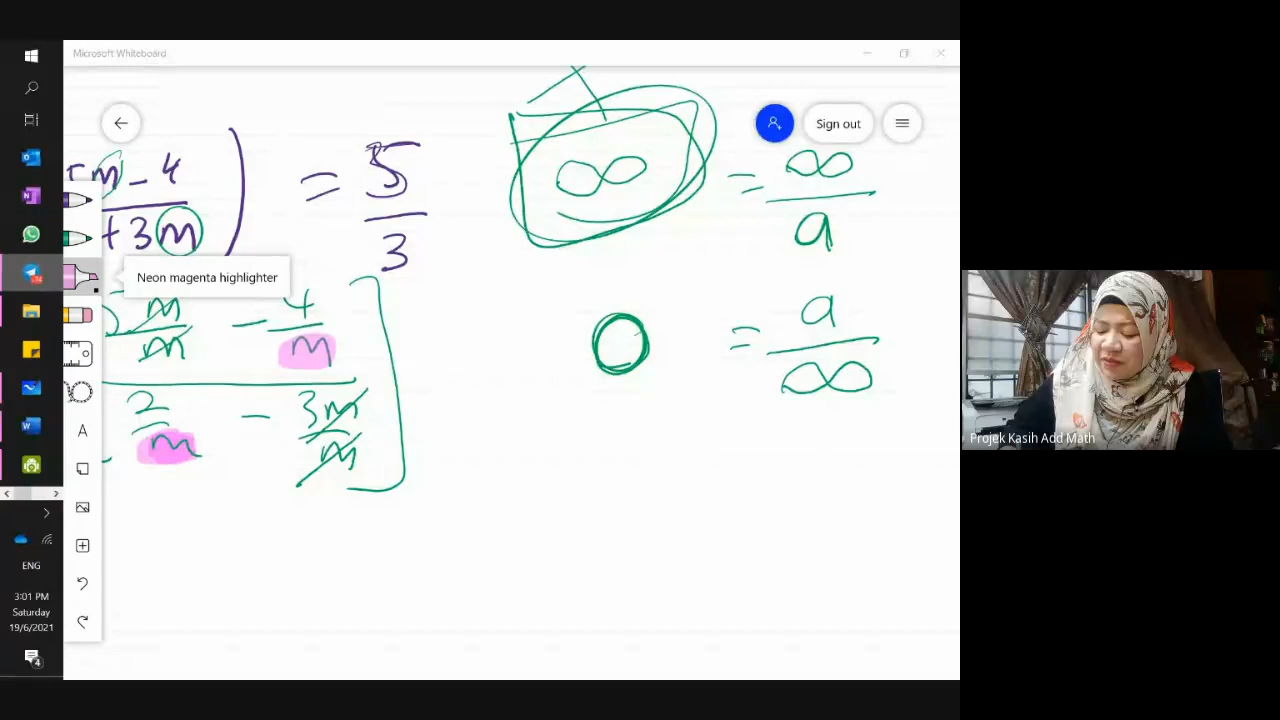 Microsoft Whiteboard
Sign out
m - 4
+ 3m ) = 5/3
∞ = ∞/a
Neon magenta highlighter
m/m - 4/m
2/m - 3m/m
0 = a/∞
Projek Kasih Add Math
A
ENG
3:01 PM
Saturday
19/6/2021
4